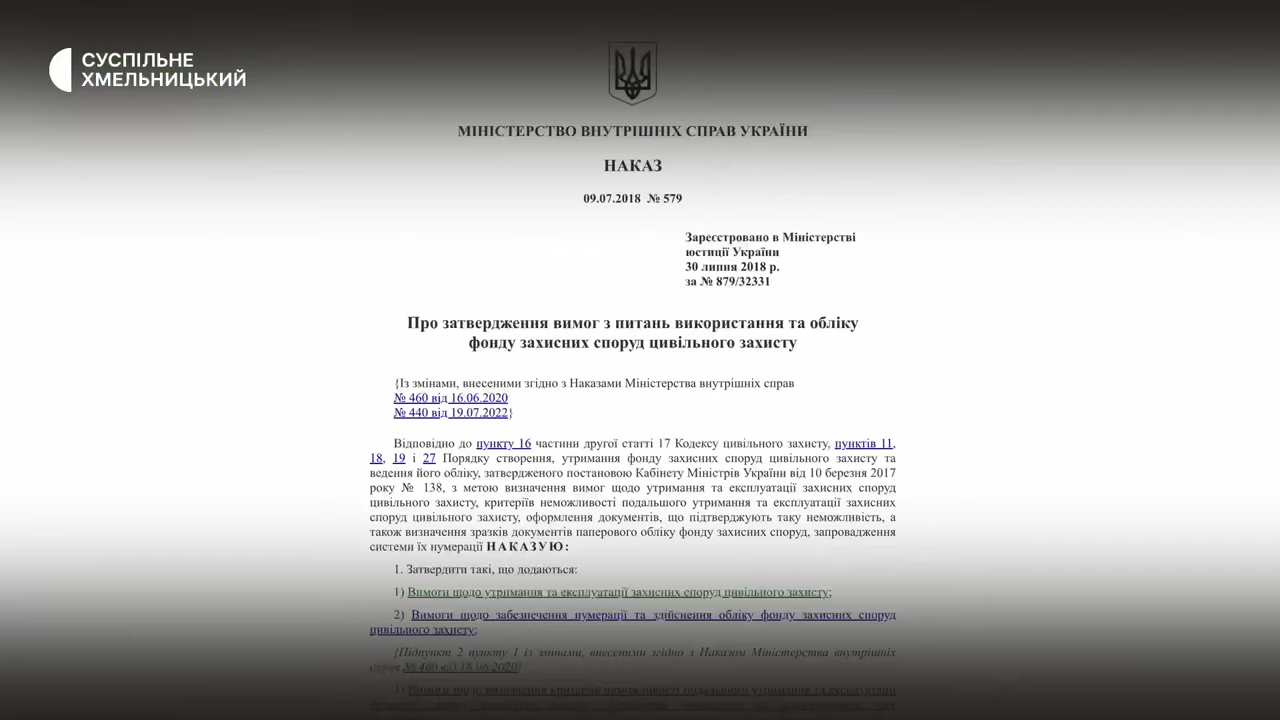 СУСПІЛЬНЕ
ХМЕЛЬНИЦЬКИЙ
МІНІСТЕРСТВО ВНУТРІШНІХ СПРАВ УКРАЇНИ
НАКАЗ
09.07.2018 № 579
Зареєстровано в Міністерстві
юстиції України
30 липня 2018 р.
за № 879/32331
Про затвердження вимог з питань використання та обліку
фонду захисних споруд цивільного захисту
{Із змінами, внесеними згідно з Наказами Міністерства внутрішніх справ
№ 460 від 16.06.2020
№ 440 від 19.07.2022}
Відповідно до пункту 16 частини другої статті 17 Кодексу цивільного захисту, пунктів 11,
18, 19 і 27 Порядку створення, утримання фонду захисних споруд цивільного захисту та
ведення його обліку, затвердженого постановою Кабінету Міністрів України від 10 березня 2017
року № 138, з метою визначення вимог щодо утримання та експлуатації захисних споруд
цивільного захисту, критеріїв неможливості подальшого утримання та експлуатації захисних
споруд цивільного захисту, оформлення документів, що підтверджують таку неможливість, а
також визначення зразків документів паперового обліку фонду захисних споруд, запровадження
системи їх нумерації НАКАЗУЮ:
1. Затвердити такі, що додаються:
1) Вимоги щодо утримання та експлуатації захисних споруд цивільного захисту;
2) Вимоги щодо забезпечення нумерації та здійснення обліку фонду захисних споруд
цивільного захисту;
{Підпункт 2 пункту 1 із змінами, внесеними згідно з Наказом Міністерства внутрішніх
справ № 460 від 16.06.2020}
Вимоги щодо визначення критеріїв неможливості подальшого утримання та експлуатації